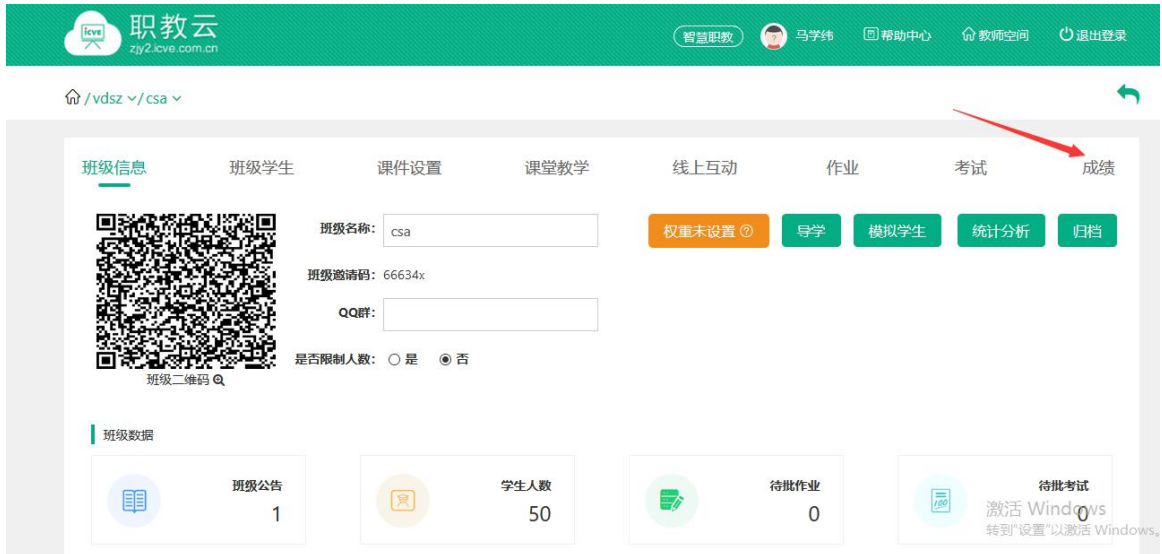 icve 职教云
zjy2.icve.com.cn
智慧职教 马学纬 帮助中心 教师空间 退出登录
/vdsz /csa
班级信息 班级学生 课件设置 课堂教学 线上互动 作业 考试 成绩
班级名称: csa 权重未设置 导学 模拟学生 统计分析 归档
班级邀请码: 66634x
QQ群:
是否限制人数: 是 否
班级二维码
班级数据
班级公告 学生人数 待批作业 待批考试
1 50 0 0
激活 Windows
转到"设置"以激活 Windows。